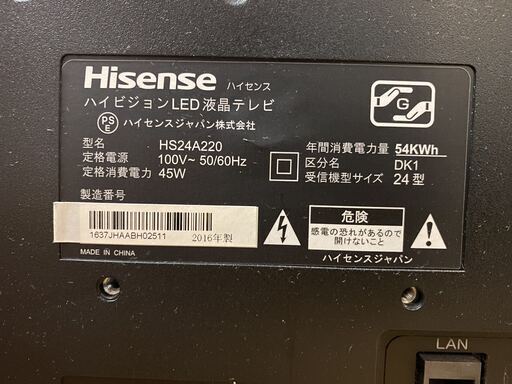 Hisense ハイセンス
ハイビジョンLED液晶テレビ
PS E ハイセンスジャパン株式会社
型名 HS24A220
定格電源 100V~ 50/60Hz
定格消費電力 45W
製造番号
1637JHAABH02511 2016年製
MADE IN CHINA
G
年間消費電力量 54KWh
区分名 DK1
受信機型サイズ 24型
危険
感電の恐れがあるので
開けないこと
ハイセンスジャパン
LAN